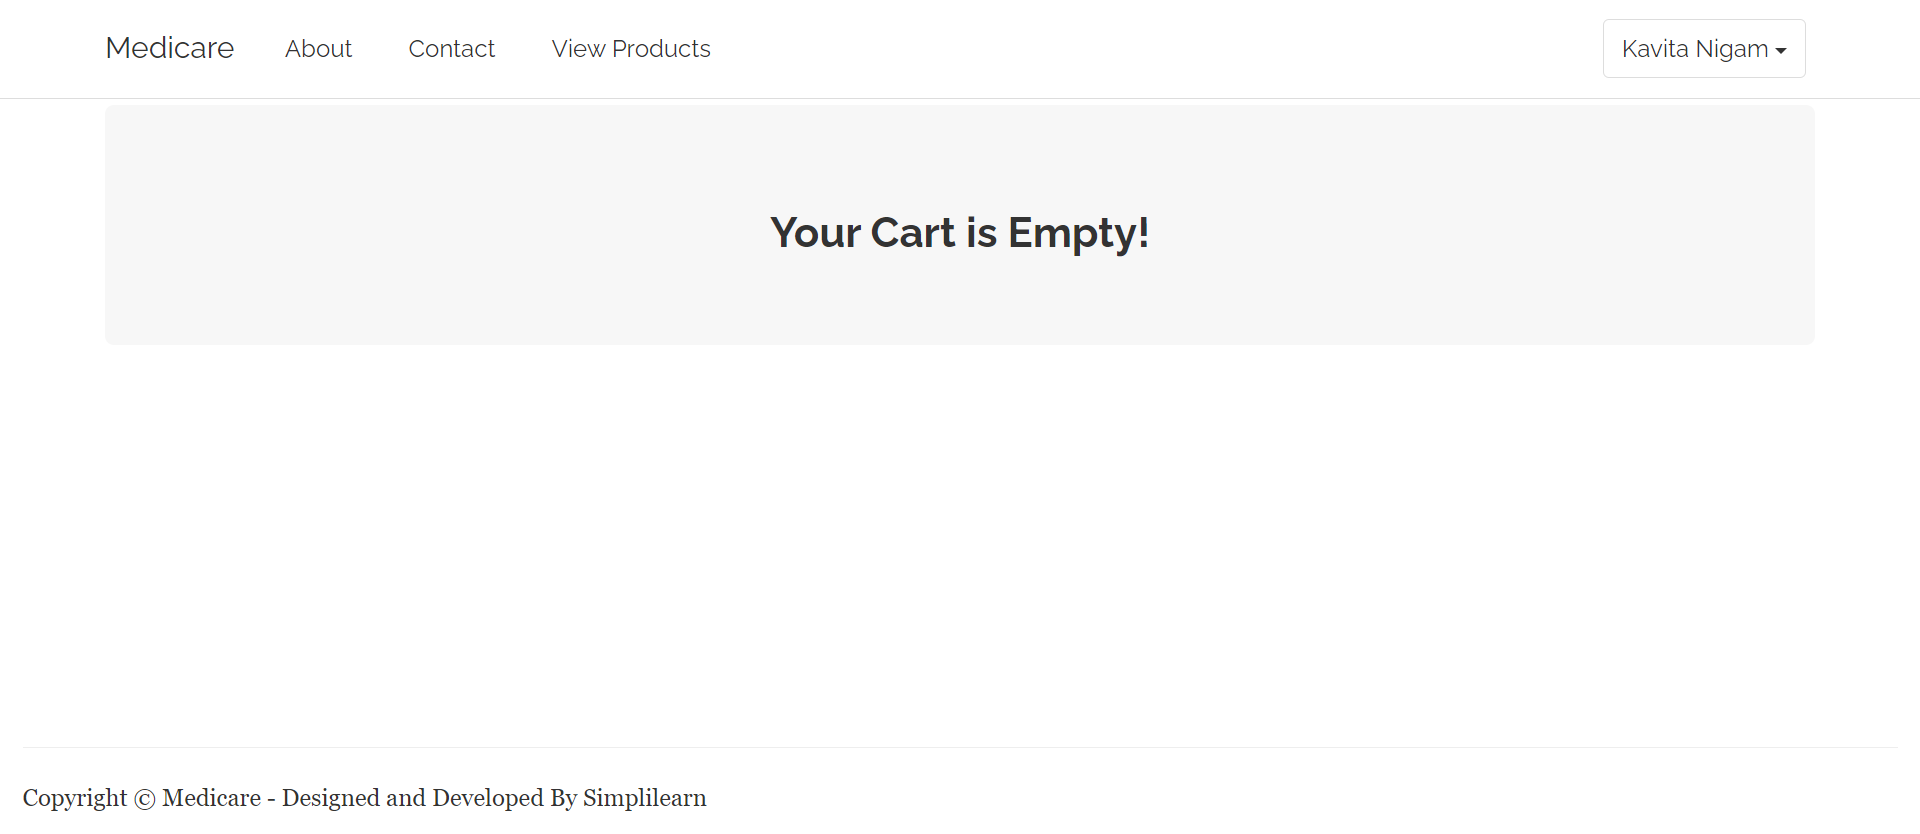 Medicare About Contact View Products Kavita Nigam
Your Cart is Empty!
Copyright © Medicare - Designed and Developed By Simplilearn